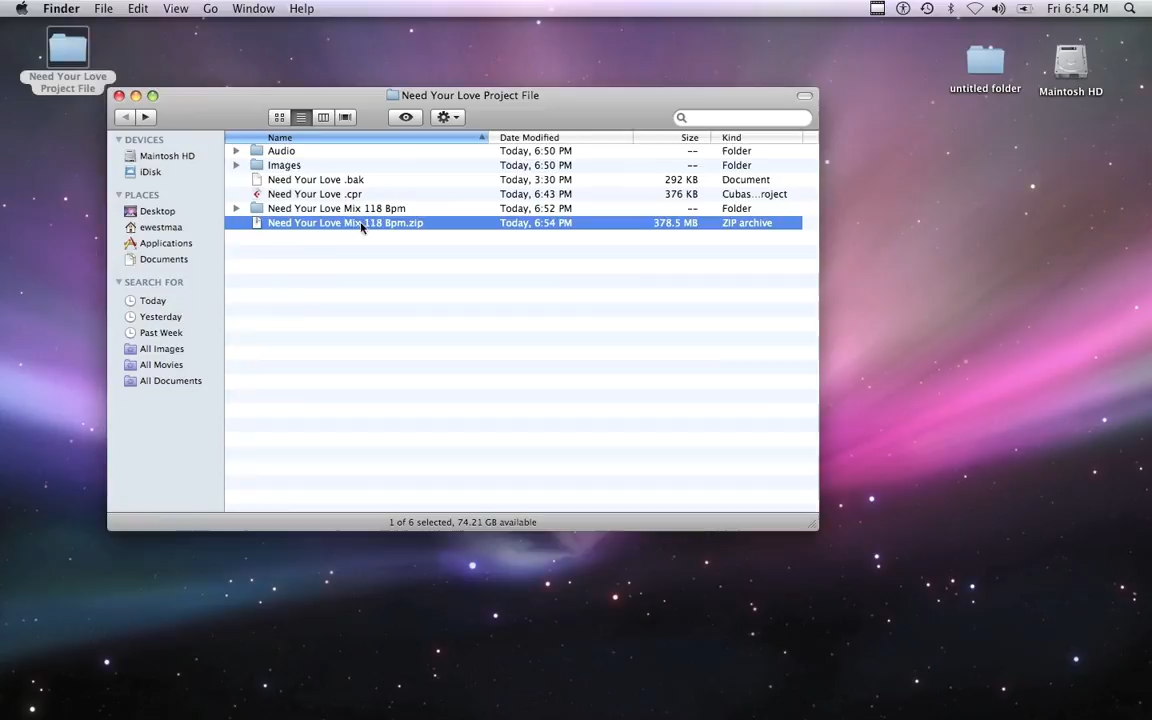 Finder File Edit View Go Window Help Fri 6:54 PM
Need Your Love
Project File
untitled folder
Maintosh HD
Need Your Love Project File
DEVICES
Maintosh HD
iDisk
PLACES
Desktop
ewestmaa
Applications
Documents
SEARCH FOR
Today
Yesterday
Past Week
All Images
All Movies
All Documents
Name Date Modified Size Kind
Audio Today, 6:50 PM -- Folder
Images Today, 6:50 PM -- Folder
Need Your Love .bak Today, 3:30 PM 292 KB Document
Need Your Love .cpr Today, 6:43 PM 376 KB Cubas...roject
Need Your Love Mix 118 Bpm Today, 6:52 PM -- Folder
Need Your Love Mix 118 Bpm.zip Today, 6:54 PM 378.5 MB ZIP archive
1 of 6 selected, 74.21 GB available